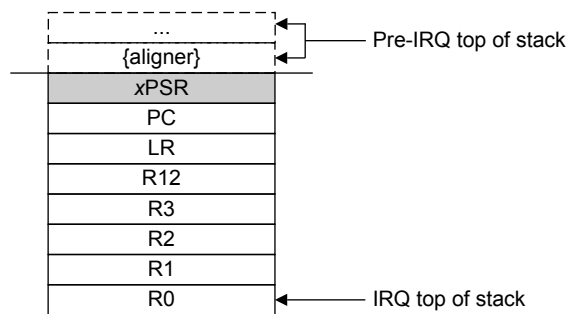 ...
Pre-IRQ top of stack
{aligner}
xPSR
PC
LR
R12
R3
R2
R1
R0
IRQ top of stack